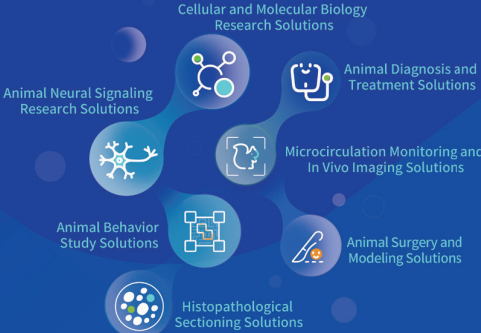 Cellular and Molecular Biology
Research Solutions
Animal Diagnosis and
Treatment Solutions
Animal Neural Signaling
Research Solutions
Microcirculation Monitoring and
In Vivo Imaging Solutions
Animal Behavior
Study Solutions
Animal Surgery and
Modeling Solutions
Histopathological
Sectioning Solutions